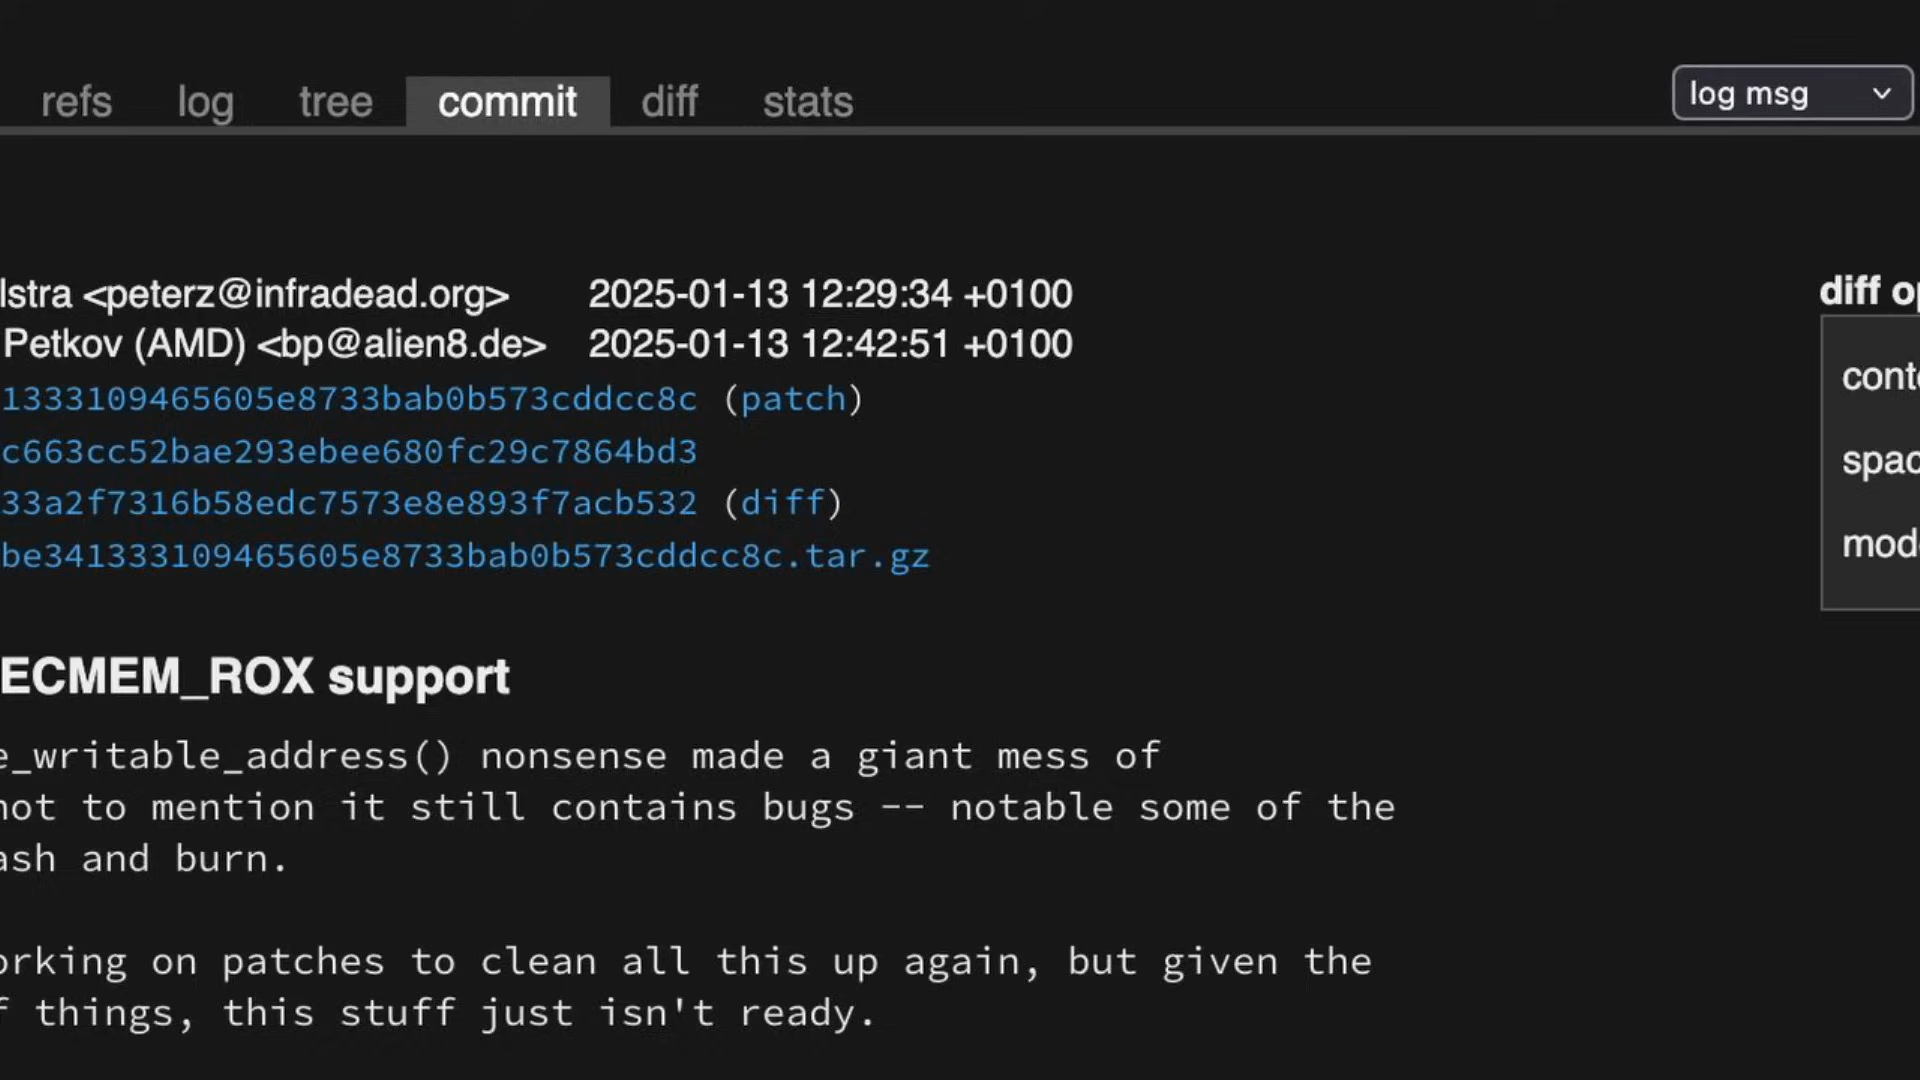 refs log tree commit diff stats log msg
lstra <peterz@infradead.org> 2025-01-13 12:29:34 +0100
Petkov (AMD) <bp@alien8.de> 2025-01-13 12:42:51 +0100
1333109465605e8733bab0b573cddcc8c (patch)
c663cc52bae293ebee680fc29c7864bd3
33a2f7316b58edc7573e8e893f7acb532 (diff)
be341333109465605e8733bab0b573cddcc8c.tar.gz
diff op
conte
spac
mode
ECMEM_ROX support
e_writable_address() nonsense made a giant mess of
not to mention it still contains bugs -- notable some of the
ash and burn.
orking on patches to clean all this up again, but given the
f things, this stuff just isn't ready.